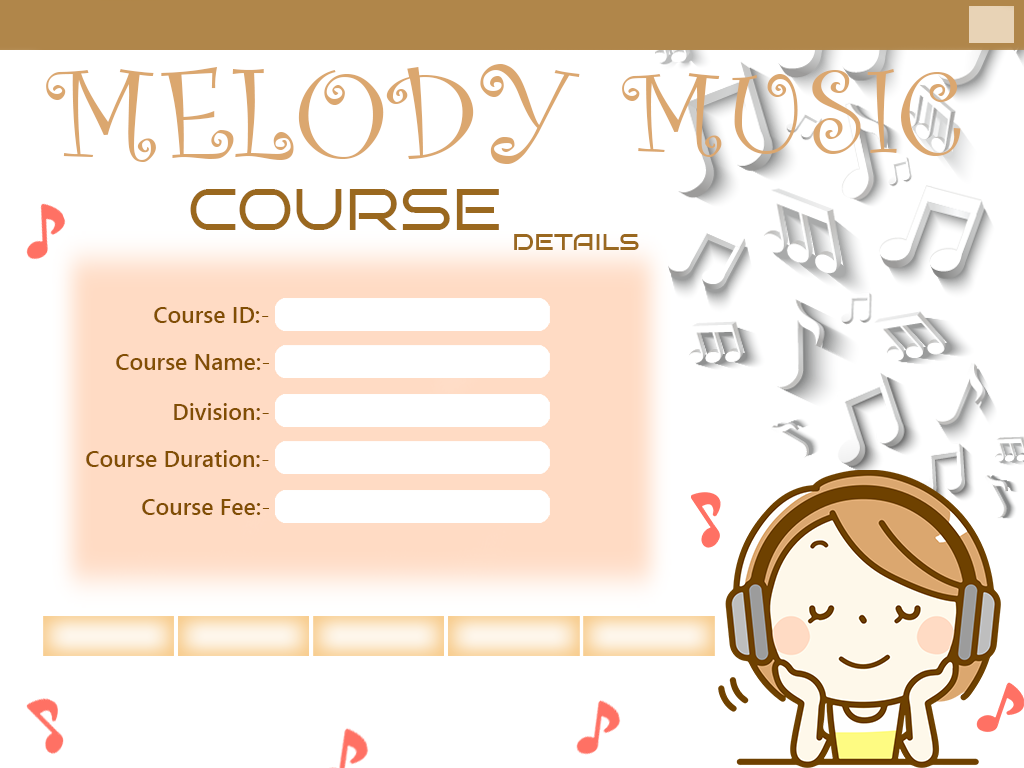 MELODY MUSIC
COURSE
DETAILS
Course ID:-
Course Name:-
Division:-
Course Duration:-
Course Fee:-